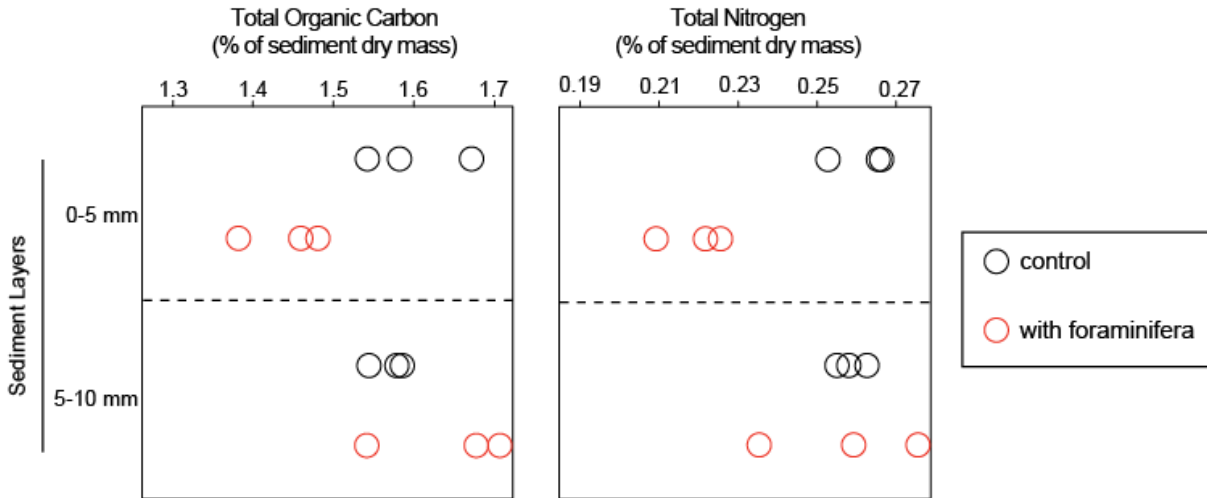 Total Organic Carbon
(% of sediment dry mass)
1.3 1.4 1.5 1.6 1.7
Total Nitrogen
(% of sediment dry mass)
0.19 0.21 0.23 0.25 0.27
Sediment Layers
0-5 mm
5-10 mm
control
with foraminifera